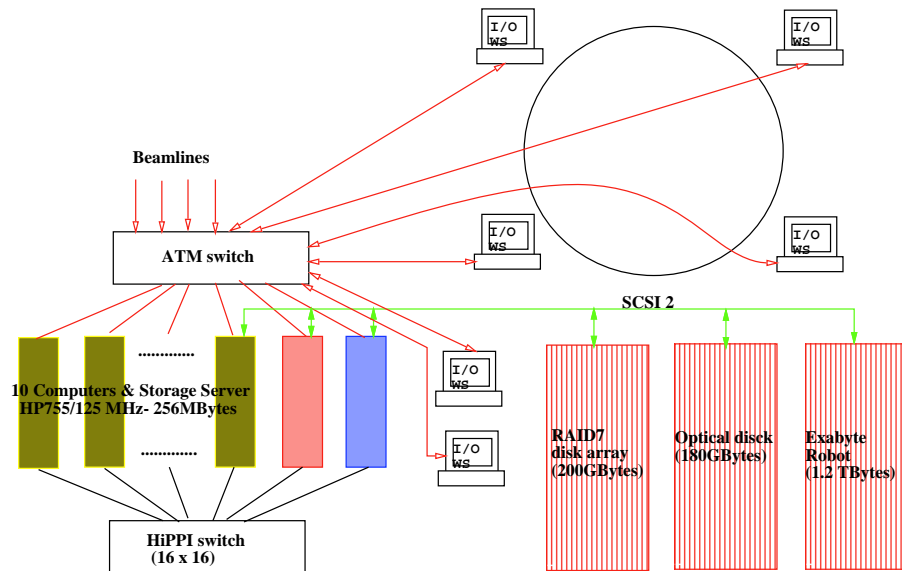 I/O
WS
I/O
WS
Beamlines
I/O
WS
I/O
WS
ATM switch
SCSI 2
.............
10 Computers & Storage Server
HP755/125 MHz- 256MBytes
.............
I/O
WS
I/O
WS
RAID7
disk array
(200GBytes)
Optical disck
(180GBytes)
Exabyte
Robot
(1.2 TBytes)
HiPPI switch
(16 x 16)